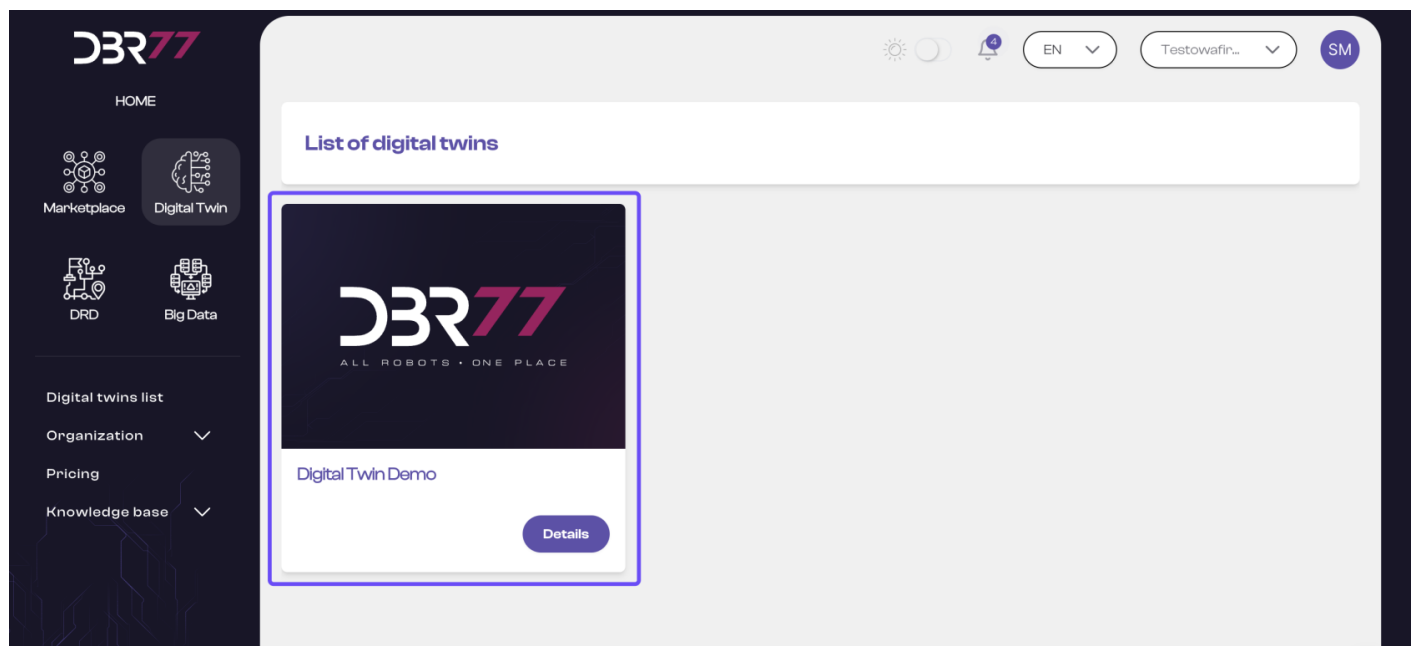 DBR77
HOME
Marketplace
Digital Twin
DRD
Big Data
Digital twins list
Organization
Pricing
Knowledge base
4
EN
Testowafir...
SM
List of digital twins
DBR77
ALL ROBOTS • ONE PLACE
Digital Twin Demo
Details